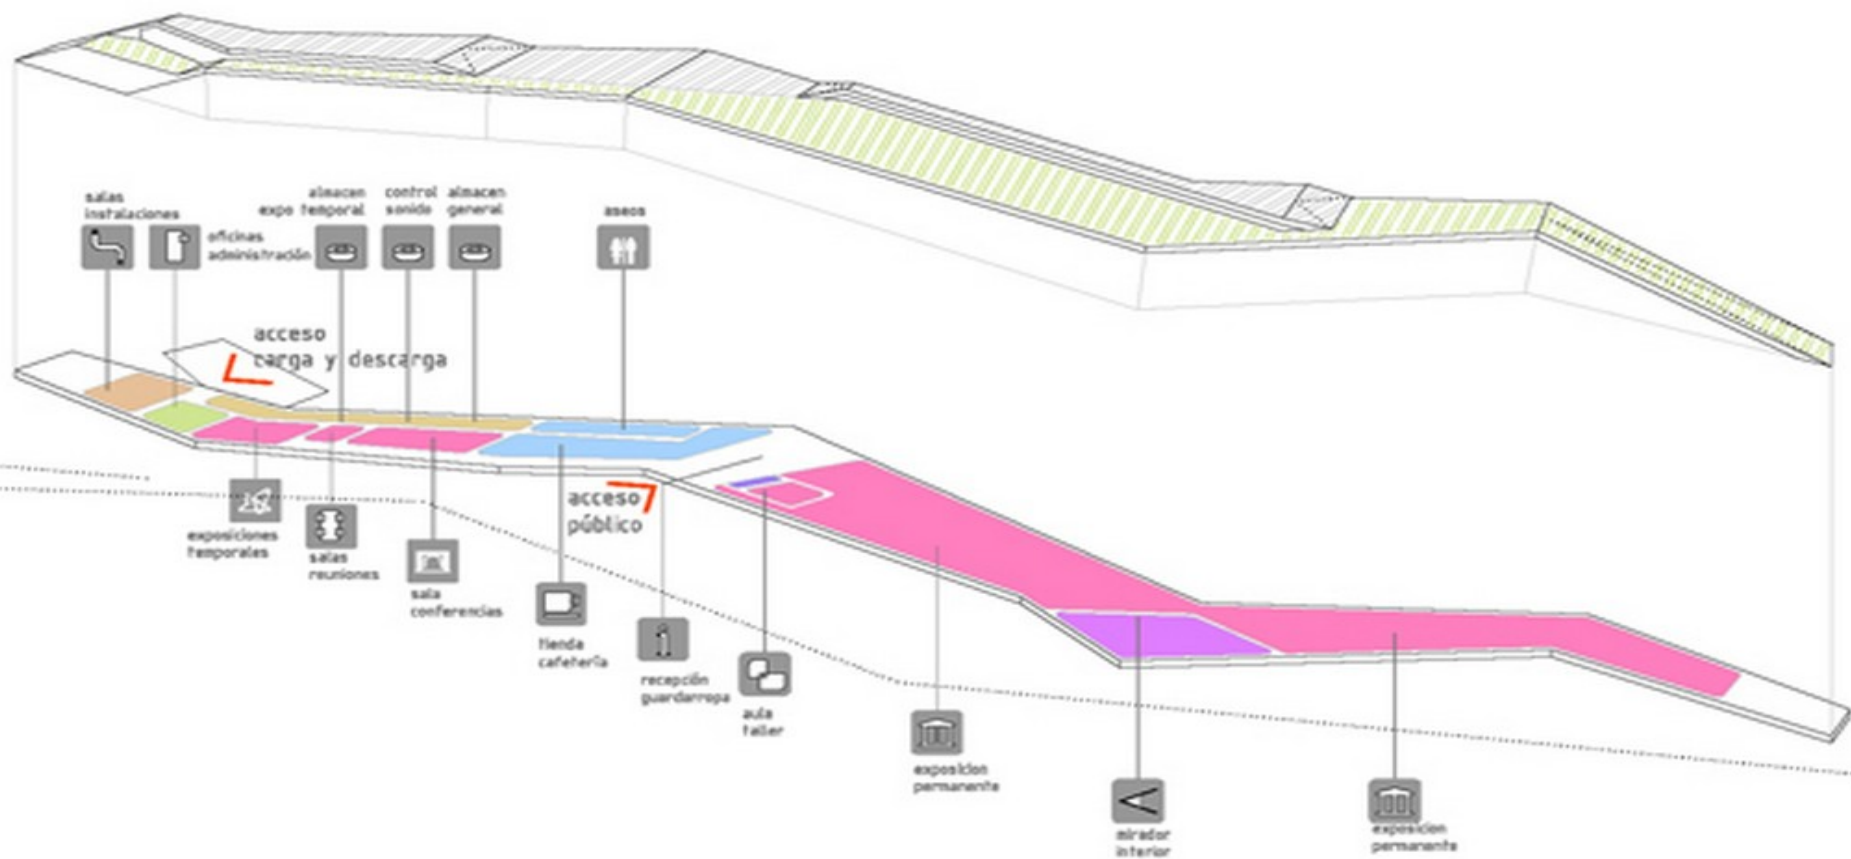 salas
instalaciones
oficinas
administración
almacen
expo temporal
control
sonido
almacen
general
aseos
acceso
carga y descarga
acceso
público
exposiciones
temporales
salas
reuniones
sala
conferencias
tienda
cafetería
recepción
guardarropa
aula
taller
exposicion
permanente
mirador
interior
exposicion
permanente